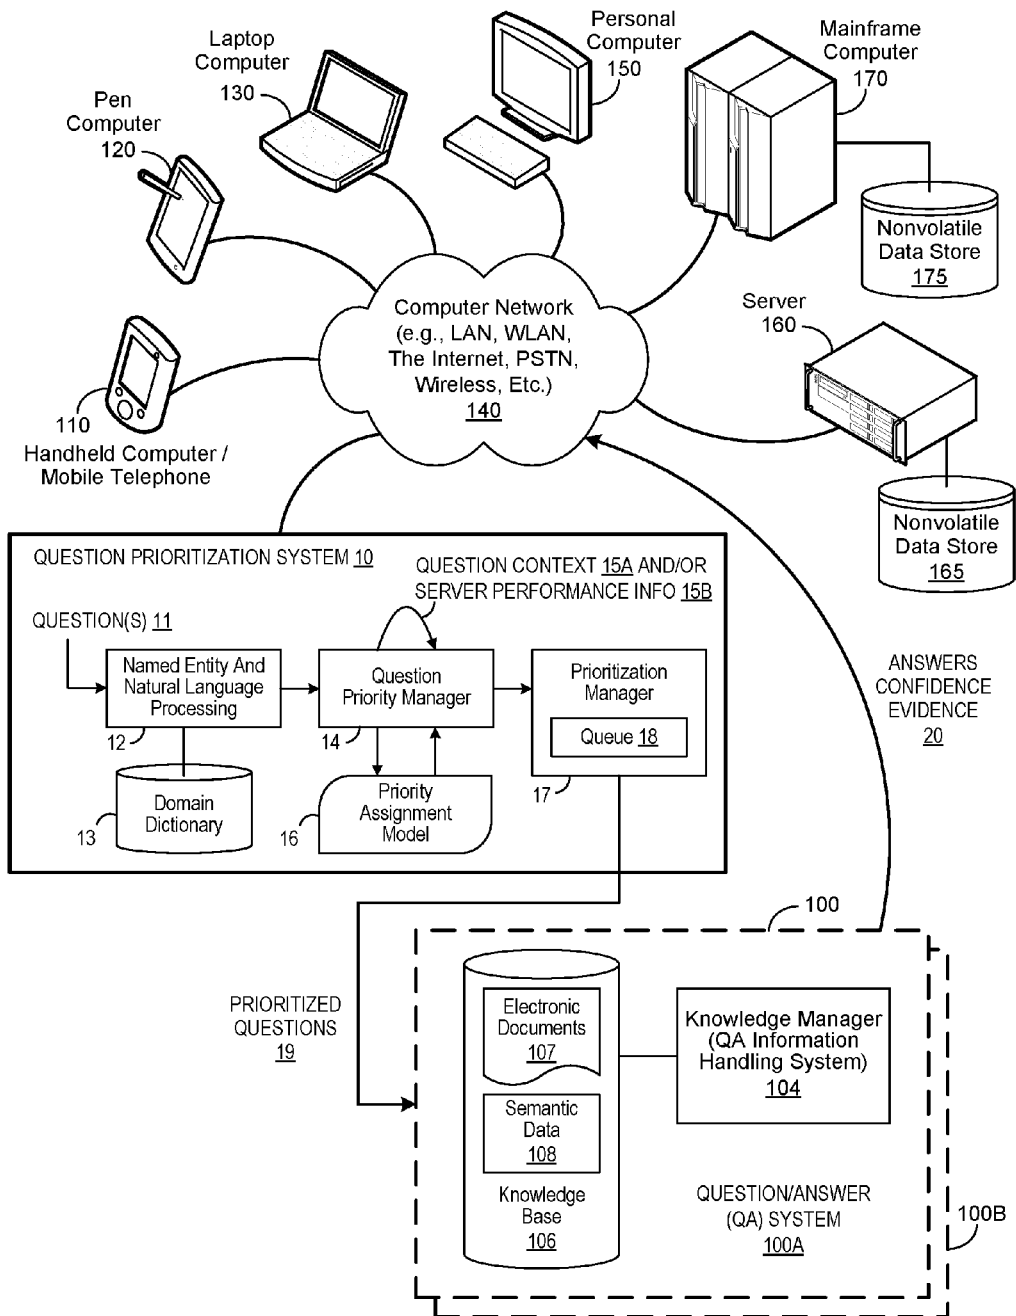 Personal
Computer
150
Mainframe
Computer
170
Laptop
Computer
130
Pen
Computer
120
Nonvolatile
Data Store
175
Computer Network
(e.g., LAN, WLAN,
The Internet, PSTN,
Wireless, Etc.)
140
Server
160
110
Handheld Computer /
Mobile Telephone
Nonvolatile
Data Store
165
QUESTION PRIORITIZATION SYSTEM 10
QUESTION CONTEXT 15A AND/OR
SERVER PERFORMANCE INFO 15B
QUESTION(S) 11
Named Entity And
Natural Language
Processing
12
Question
Priority Manager
14
Prioritization
Manager
Queue 18
17
Domain
Dictionary
13
Priority
Assignment
Model
16
ANSWERS
CONFIDENCE
EVIDENCE
20
100
PRIORITIZED
QUESTIONS
19
Electronic
Documents
107
Semantic
Data
108
Knowledge
Base
106
Knowledge Manager
(QA Information
Handling System)
104
QUESTION/ANSWER
(QA) SYSTEM
100A
100B